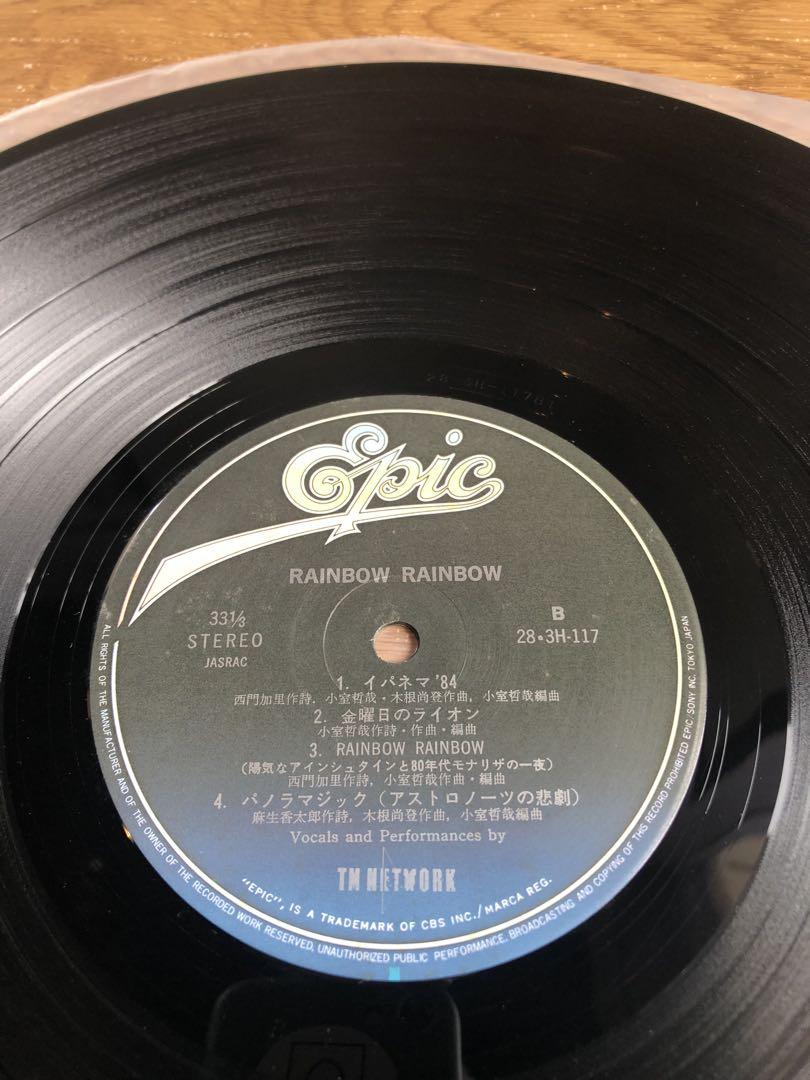 Epic
RAINBOW RAINBOW
33⅓
STEREO
JASRAC
B
28・3H-117
1. イパネマ'84
西門加里作詩, 小室哲哉・木根尚登作曲, 小室哲哉編曲
2. 金曜日のライオン
小室哲哉作詩・作曲・編曲
3. RAINBOW RAINBOW
(陽気なアインシュタインと80年代モナリザの一夜)
西門加里作詩, 小室哲哉作曲・編曲
4. パノラマジック (アストロノーツの悲劇)
麻生香太郎作詩, 木根尚登作曲, 小室哲哉編曲
Vocals and Performances by
TM NETWORK
"EPIC", IS A TRADEMARK OF CBS INC./MARCA REG.
ALL RIGHTS OF THE MANUFACTURER AND OF THE OWNER OF THE RECORDED WORK RESERVED, UNAUTHORIZED PUBLIC PERFORMANCE, BROADCASTING AND COPYING OF THIS RECORD PROHIBITED EPIC/SONY INC. TOKYO JAPAN